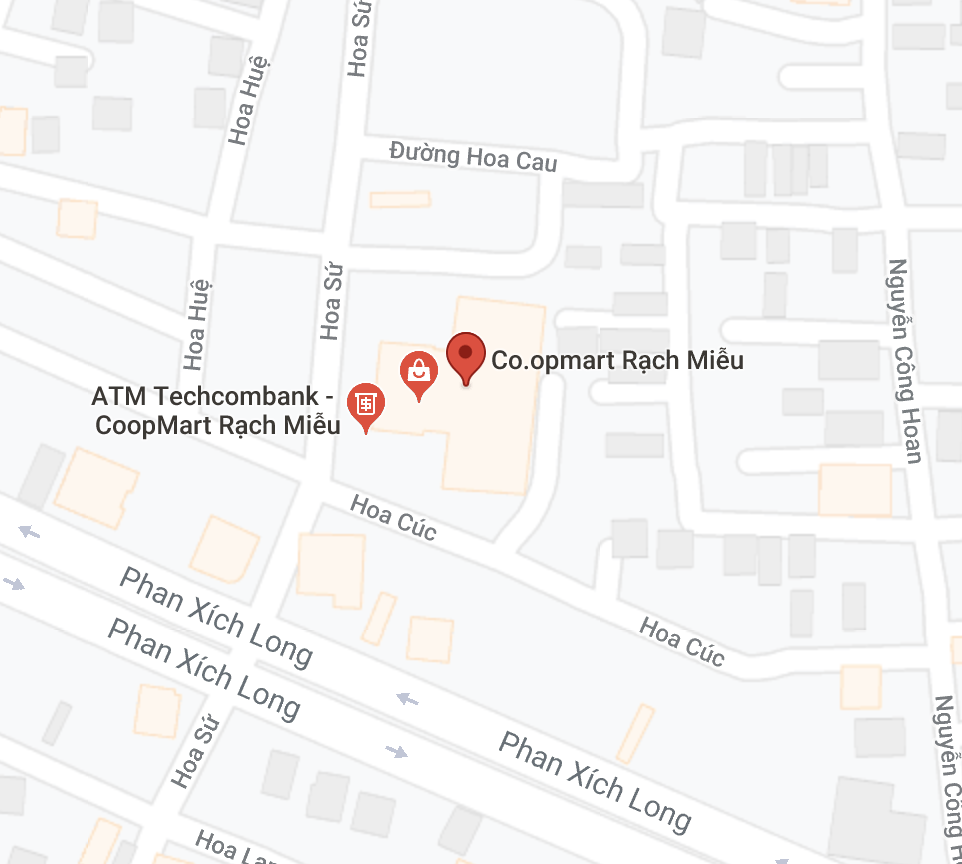 Hoa Sứ
Hoa Huệ
Đường Hoa Cau
Hoa Sứ
Hoa Huệ
Nguyễn Công Hoan
Co.opmart Rạch Miễu
ATM Techcombank -
CoopMart Rạch Miễu
Hoa Cúc
Phan Xích Long
Phan Xích Long
Hoa Cúc
Hoa Sứ
Phan Xích Long
Nguyễn Công H
Hoa Lan